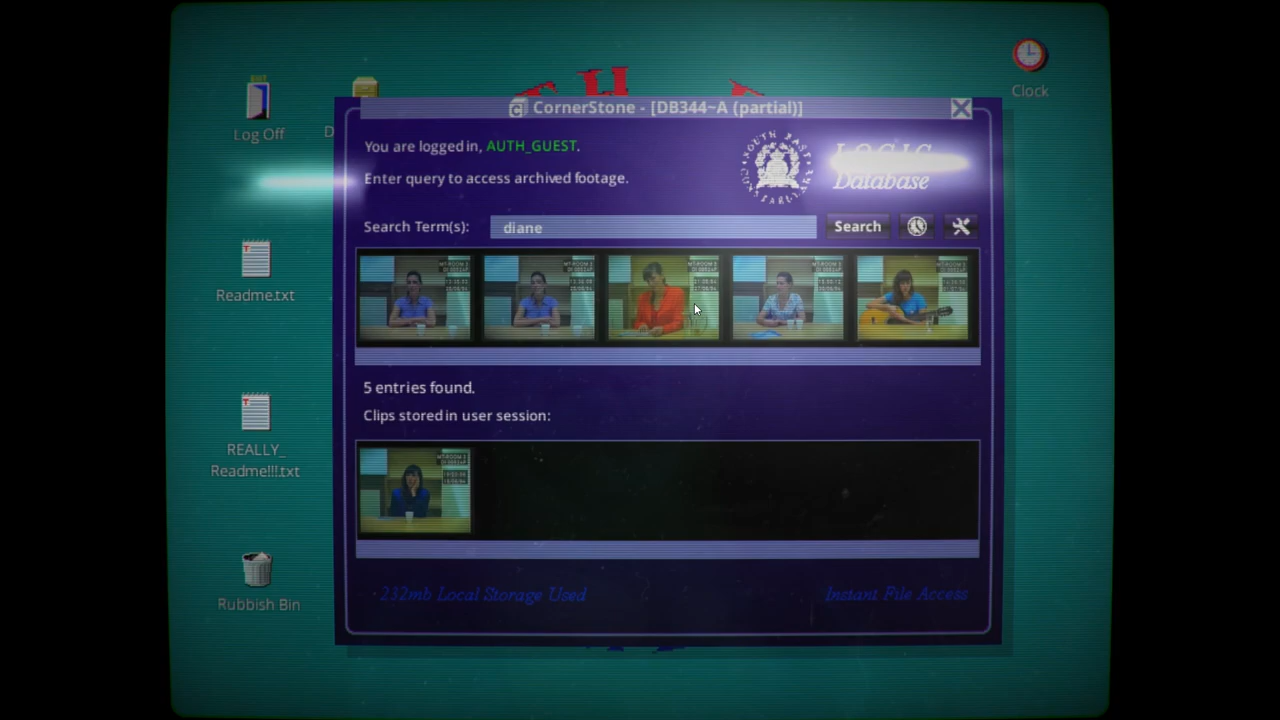 Clock
Log Off
D
CornerStone - [DB344~A (partial)]
You are logged in, AUTH_GUEST.
Enter query to access archived footage.
LOGIC
Database
Search Term(s):
diane
Search
Readme.txt
5 entries found.
Clips stored in user session:
REALLY_
Readme!!!.txt
Rubbish Bin
232mb Local Storage Used
Instant File Access